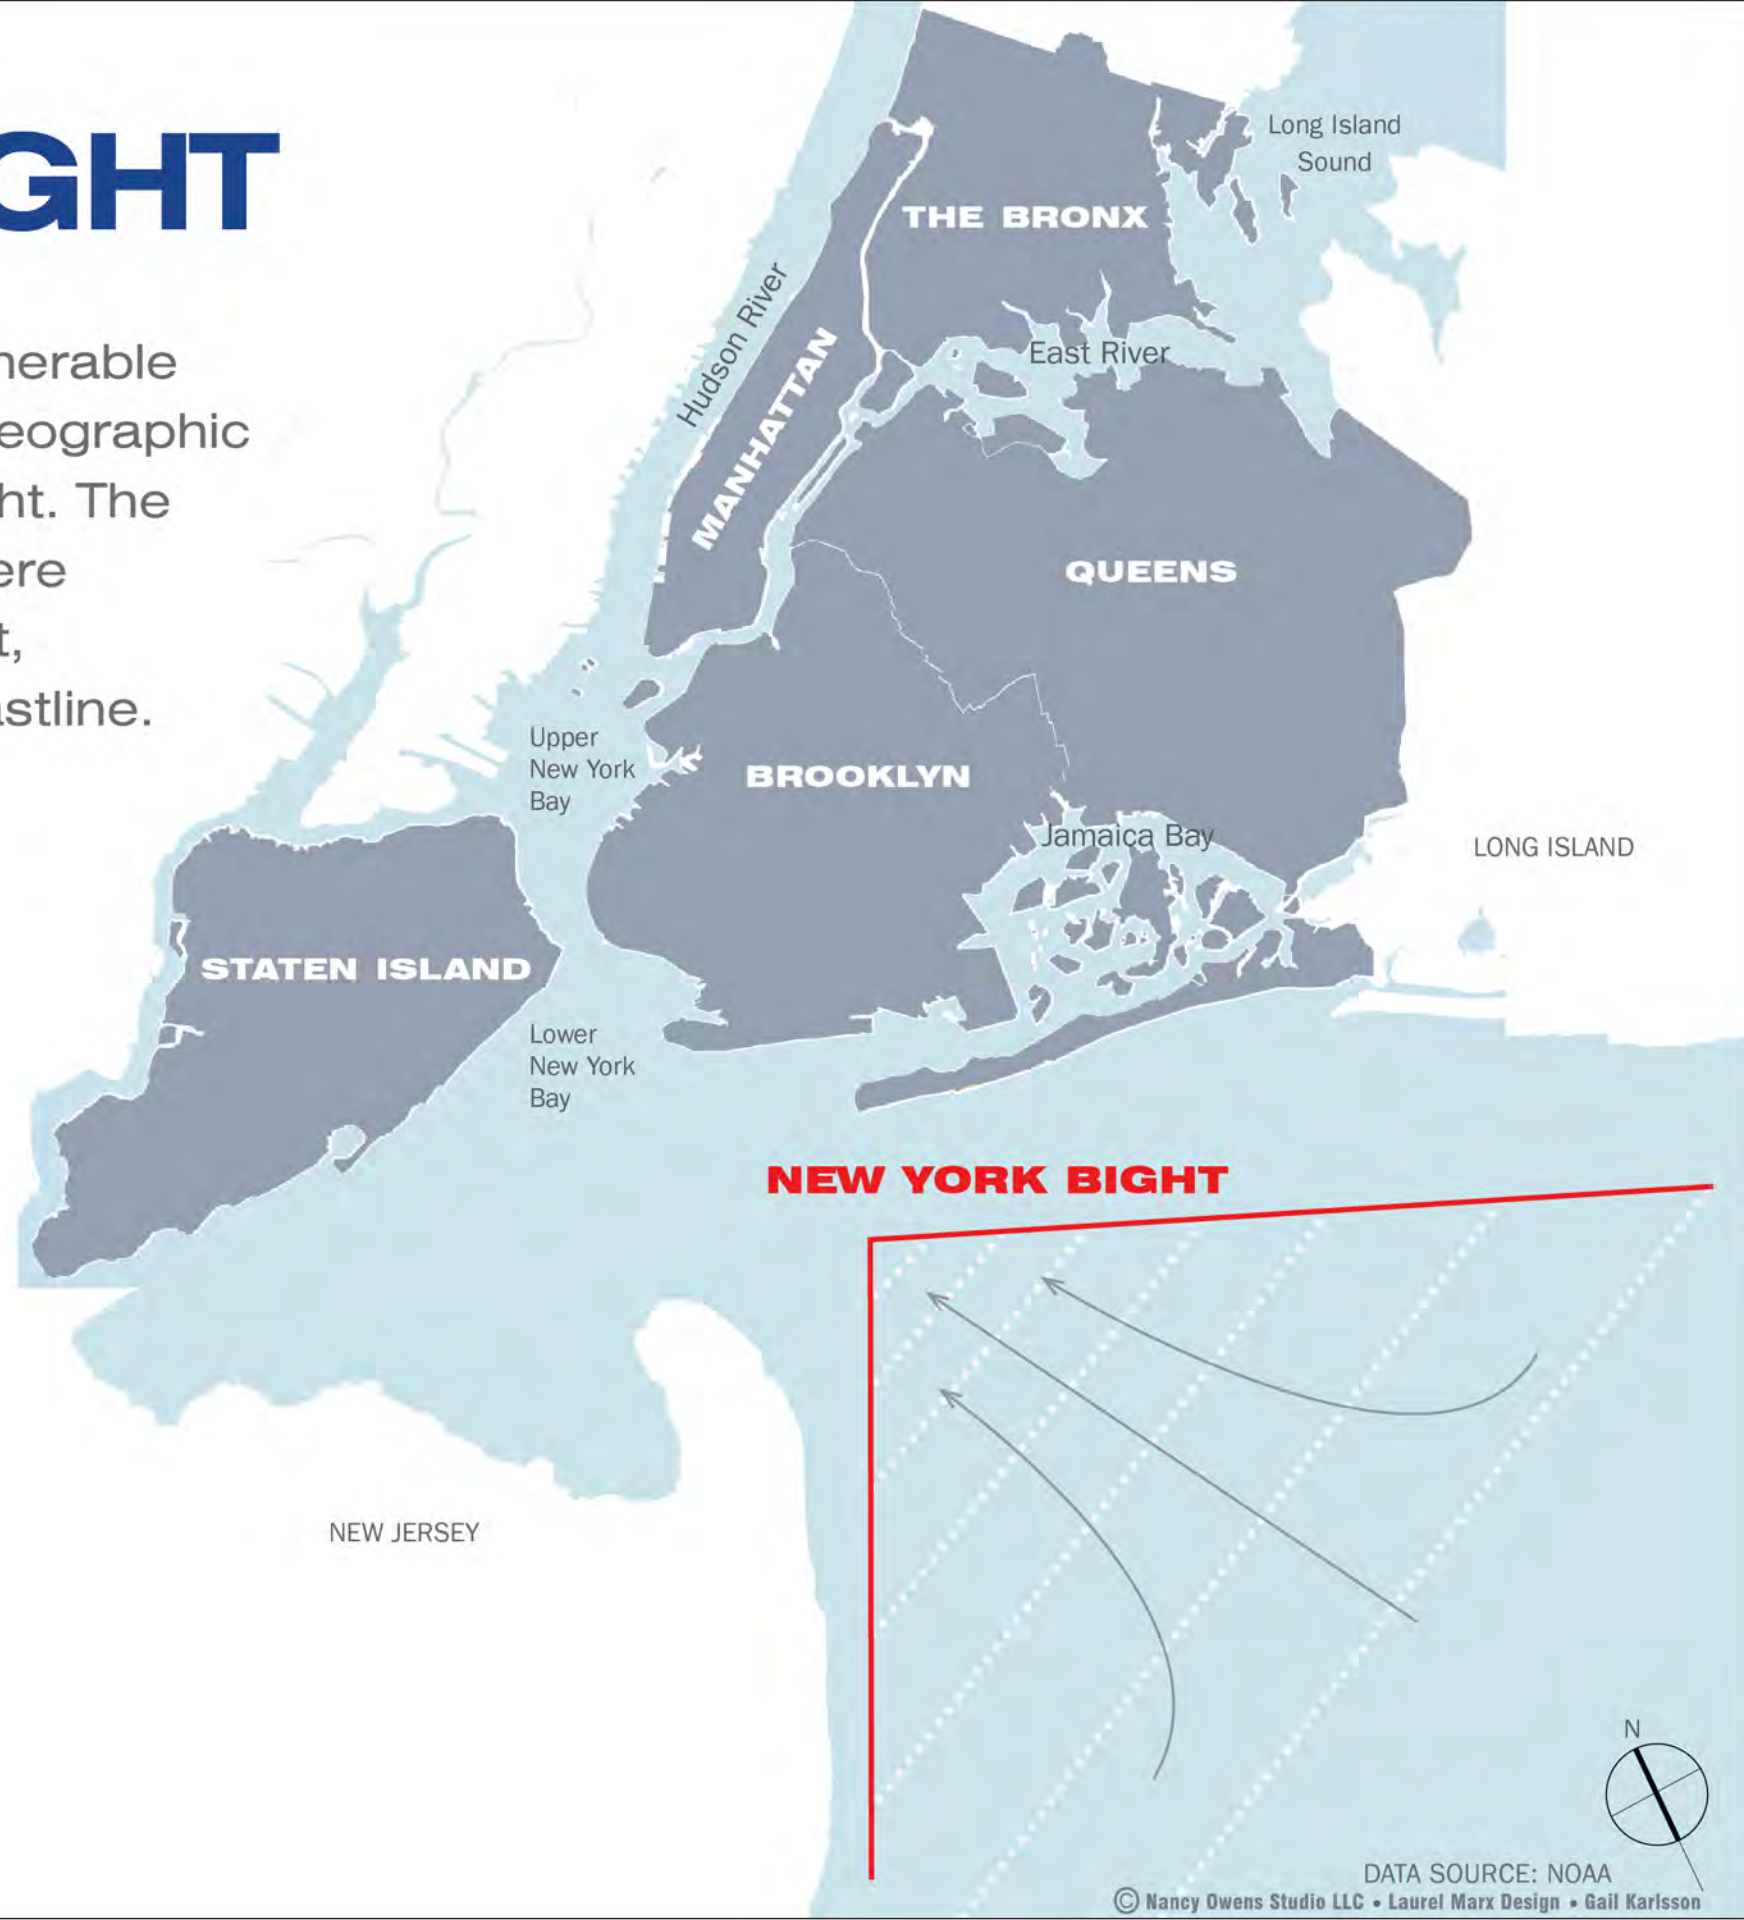 GHT
nerable
eographic
ht. The
ere
t,
astline.
Long Island
Sound
THE BRONX
Hudson River
East River
MANHATTAN
QUEENS
Upper
New York
Bay
BROOKLYN
Jamaica Bay
LONG ISLAND
STATEN ISLAND
Lower
New York
Bay
NEW YORK BIGHT
NEW JERSEY
N
DATA SOURCE: NOAA
© Nancy Owens Studio LLC • Laurel Marx Design • Gail Karlsson